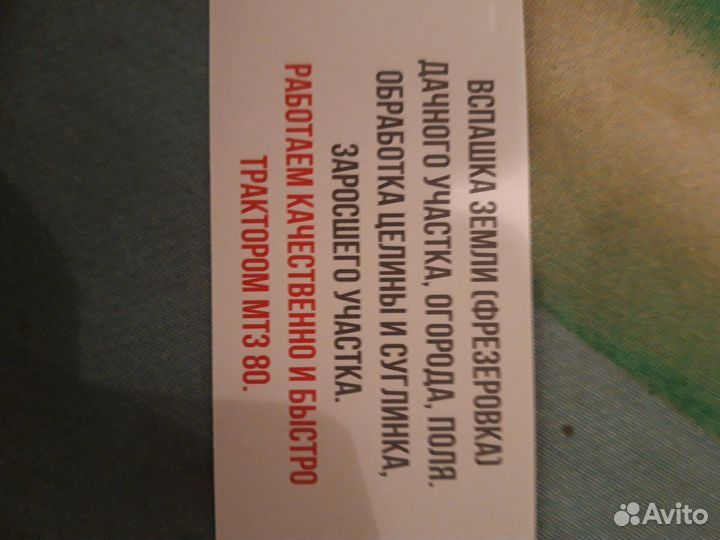 ВСПАШКА ЗЕМЛИ (ФРЕЗЕРОВКА)
ДАЧНОГО УЧАСТКА, ОГОРОДА, ПОЛЯ.
ОБРАБОТКА ЦЕЛИНЫ И СУГЛИНКА,
ЗАРОСШЕГО УЧАСТКА.
РАБОТАЕМ КАЧЕСТВЕННО И БЫСТРО
ТРАКТОРОМ МТЗ 80.
Avito